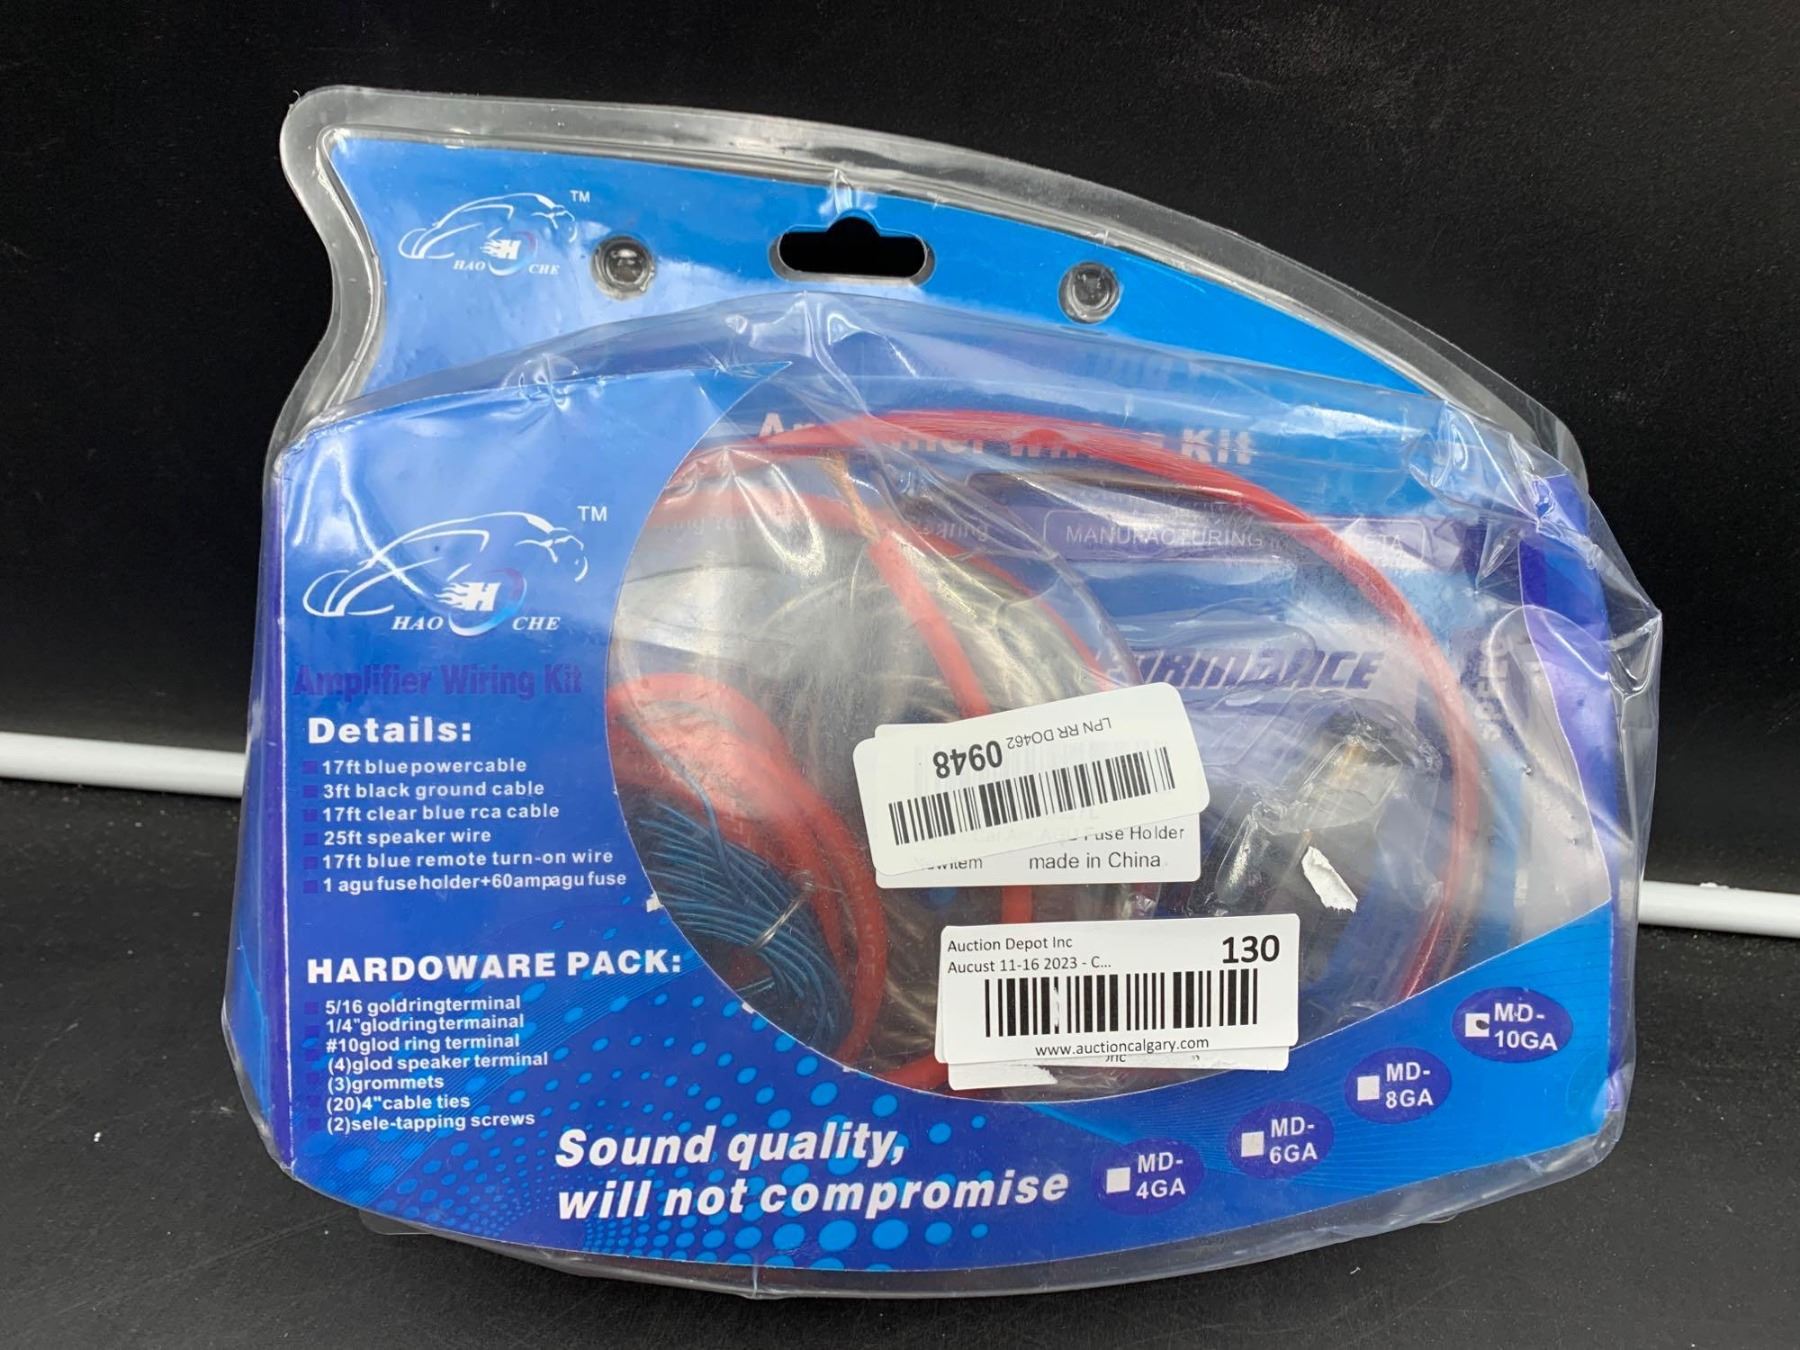 TM
HAO H CHE
Amplifier Wiring Kit
MANUFACTURING
TM
HAO H CHE
Amplifier Wiring Kit
Details:
17ft bluepowercable
3ft black ground cable
17ft clear blue rca cable
25ft speaker wire
17ft blue remote turn-on wire
1 agu fuseholder+60ampagu fuse
HARDOWARE PACK:
5/16 goldringterminal
1/4"glodringtermainal
#10glod ring terminal
(4)glod speaker terminal
(3)grommets
(20)4"cable ties
(2)sele-tapping screws
LPN RR DO462 0948
Fuse Holder
made in China
Auction Depot Inc
130
Aucust 11-16 2023 - C...
www.auctioncalgary.com
Sound quality,
will not compromise
MD-
4GA
MD-
6GA
MD-
8GA
MD-
10GA